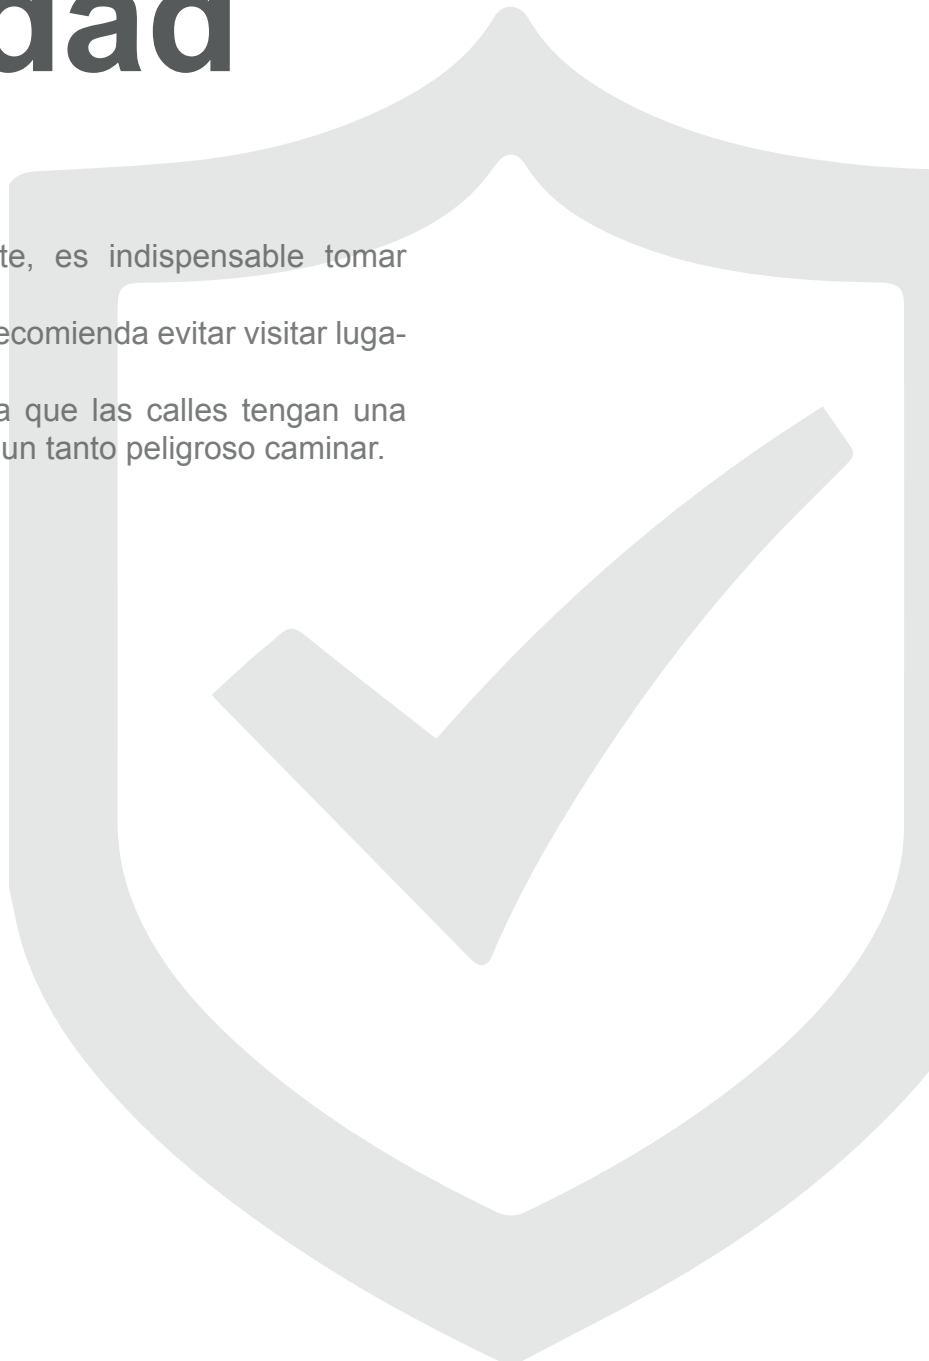 dad
te, es indispensable tomar
ecomienda evitar visitar luga-
a que las calles tengan una
un tanto peligroso caminar.